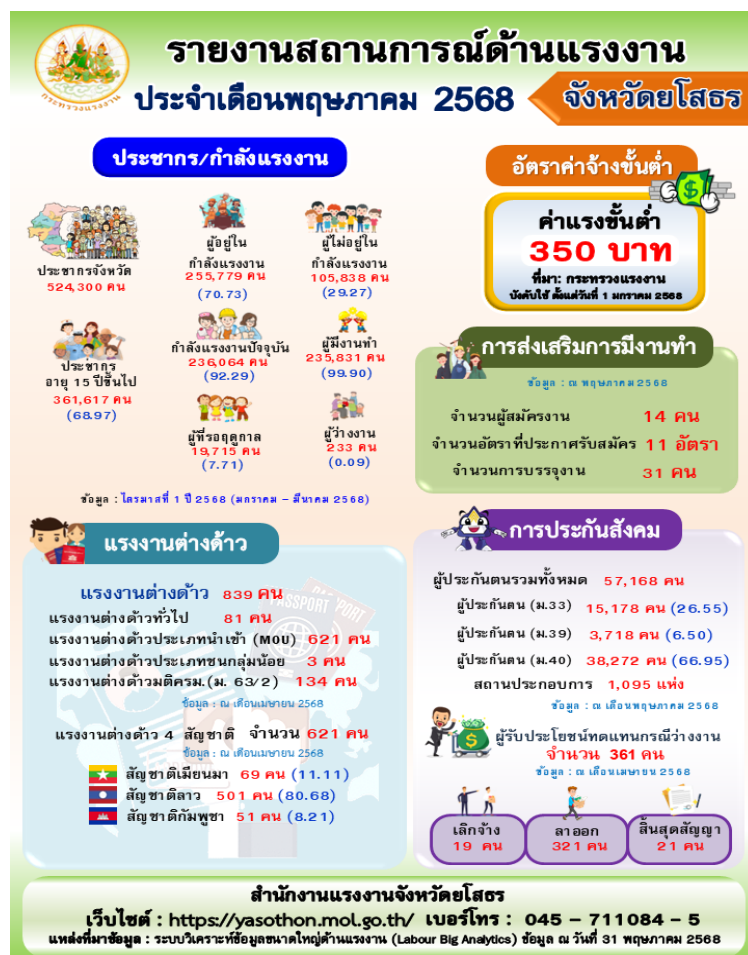 รายงานสถานการณ์ด้านแรงงาน
ประจำเดือนพฤษภาคม 2568
จังหวัดยโสธร
กระทรวงแรงงาน
ประชากร/กำลังแรงงาน
ประชากรจังหวัด
524,300 คน
ผู้อยู่ใน
กำลังแรงงาน
255,779 คน
(70.73)
ผู้ไม่อยู่ใน
กำลังแรงงาน
105,838 คน
(29.27)
ประชากร
อายุ 15 ปีขึ้นไป
361,617 คน
(68.97)
กำลังแรงงานปัจจุบัน
236,064 คน
(92.29)
ผู้มีงานทำ
235,831 คน
(99.90)
ผู้ที่รอฤดูกาล
19,715 คน
(7.71)
ผู้ว่างงาน
233 คน
(0.09)
ข้อมูล : ไตรมาสที่ 1 ปี 2568 (มกราคม – มีนาคม 2568)
อัตราค่าจ้างขั้นต่ำ
ค่าแรงขั้นต่ำ
350 บาท
ที่มา: กระทรวงแรงงาน
บังคับใช้ ตั้งแต่วันที่ 1 มกราคม 2568
การส่งเสริมการมีงานทำ
ข้อมูล : ณ พฤษภาคม 2568
จำนวนผู้สมัครงาน 14 คน
จำนวนอัตราที่ประกาศรับสมัคร 11 อัตรา
จำนวนการบรรจุงาน 31 คน
แรงงานต่างด้าว
แรงงานต่างด้าว 839 คน
แรงงานต่างด้าวทั่วไป 81 คน
แรงงานต่างด้าวประเภทนำเข้า (MOU) 621 คน
แรงงานต่างด้าวประเภทชนกลุ่มน้อย 3 คน
แรงงานต่างด้าวมติครม.(ม. 63/2) 134 คน
ข้อมูล : ณ เดือนเมษายน 2568
แรงงานต่างด้าว 4 สัญชาติ จำนวน 621 คน
ข้อมูล : ณ เดือนเมษายน 2568
สัญชาติเมียนมา 69 คน (11.11)
สัญชาติลาว 501 คน (80.68)
สัญชาติกัมพูชา 51 คน (8.21)
PASSPORT
การประกันสังคม
ผู้ประกันตนรวมทั้งหมด 57,168 คน
ผู้ประกันตน (ม.33) 15,178 คน (26.55)
ผู้ประกันตน (ม.39) 3,718 คน (6.50)
ผู้ประกันตน (ม.40) 38,272 คน (66.95)
สถานประกอบการ 1,095 แห่ง
ข้อมูล : ณ เดือนพฤษภาคม 2568
ผู้รับประโยชน์ทดแทนกรณีว่างงาน
จำนวน 361 คน
ข้อมูล : ณ เดือนเมษายน 2568
เลิกจ้าง
19 คน
ลาออก
321 คน
สิ้นสุดสัญญา
21 คน
สำนักงานแรงงานจังหวัดยโสธร
เว็บไซต์ : https://yasothon.mol.go.th/ เบอร์โทร : 045 – 711084 – 5
แหล่งที่มาข้อมูล : ระบบวิเคราะห์ข้อมูลขนาดใหญ่ด้านแรงงาน (Labour Big Analytics) ข้อมูล ณ วันที่ 31 พฤษภาคม 2568